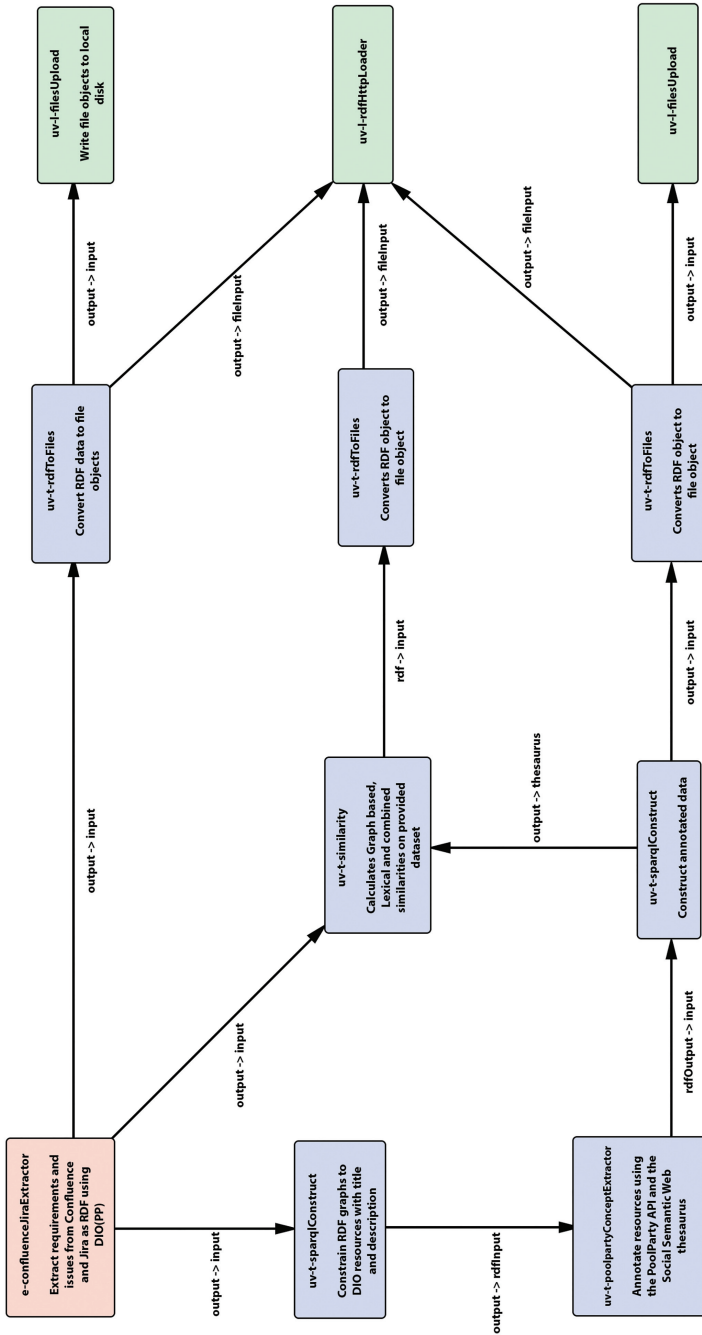 e-confluenceJiraExtractor
Extract requirements and
issues from Confluence
and Jira as RDF using
DIO(PP)
output -> input
uv-t-rdfToFiles
Convert RDF data to file
objects
output -> input
uv-l-filesUpload
Write file objects to local
disk
output -> fileInput
output -> input
output -> input
uv-t-sparqlConstruct
Constrain RDF graphs to
DIO resources with title
and description
uv-t-similarity
Calculates Graph based,
Lexical and combined
similarities on provided
dataset
rdf -> input
uv-t-rdfToFiles
Converts RDF object to
file object
output -> fileInput
uv-l-rdfHttpLoader
output -> rdfInput
output -> thesaurus
output -> fileInput
uv-t-poolpartyConceptExtractor
Annotate resources using
the PoolParty API and the
Social Semantic Web
thesaurus
rdfOutput -> input
uv-t-sparqlConstruct
Construct annotated data
output -> input
uv-t-rdfToFiles
Converts RDF object to
file object
output -> input
uv-l-filesUpload